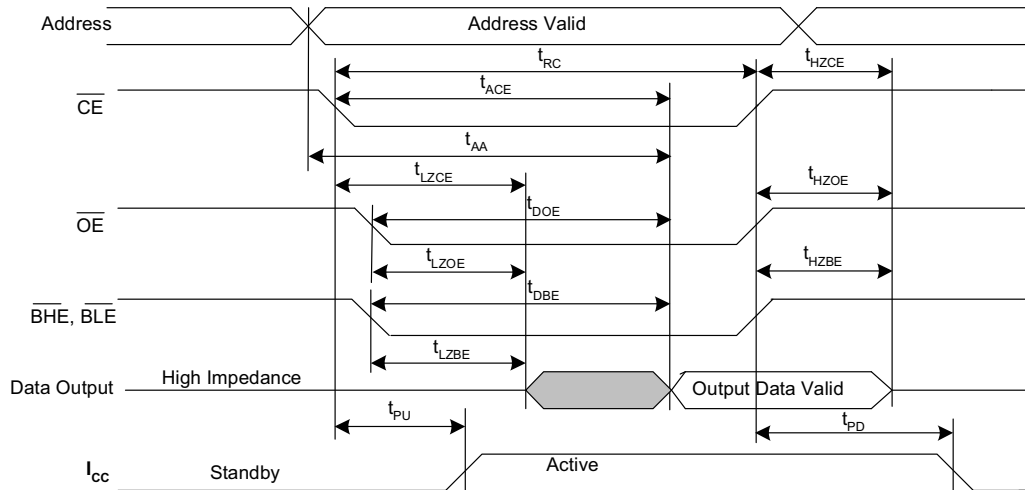 Address
Address Valid
tRC
tHZCE
tACE
CE
tAA
tLZCE
tHZOE
OE
tDOE
tLZOE
tHZBE
tDBE
BHE, BLE
tLZBE
Data Output
High Impedance
Output Data Valid
tPU
tPD
ICC
Standby
Active